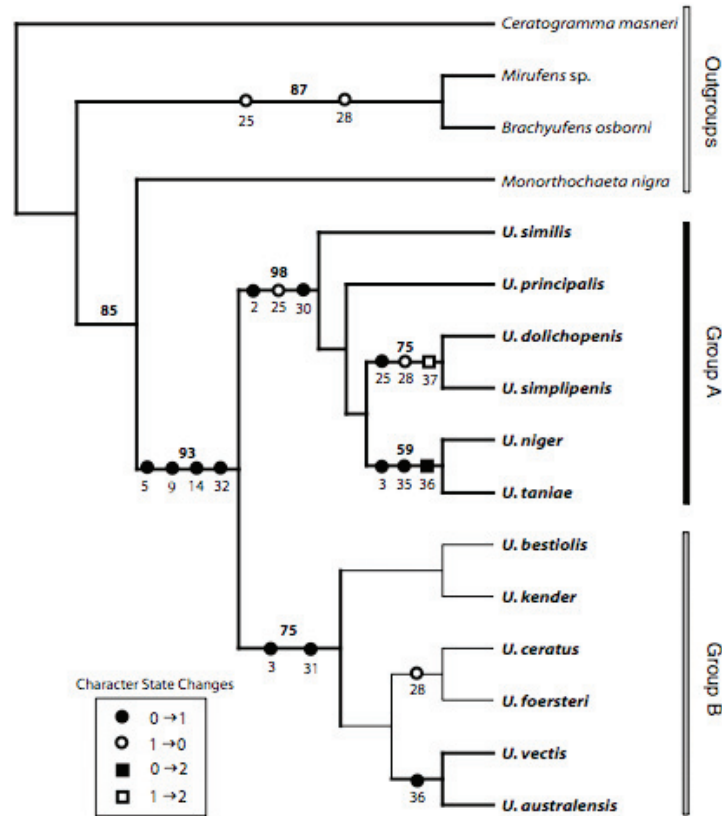 Ceratogramma masneri
87
Mirufens sp.
25 28
Brachyufens osborni
Monorthochaeta nigra
Outgroups
U. similis
98
2 25 30
U. principalis
85
75
U. dolichopenis
25 28 37
U. simplipenis
59
U. niger
3 35 36
U. taniae
Group A
93
5 9 14 32
U. bestiolis
U. kender
75
3 31
U. ceratus
28
U. foersteri
U. vectis
36
U. australensis
Group B
Character State Changes
0→1
1→0
0→2
1→2